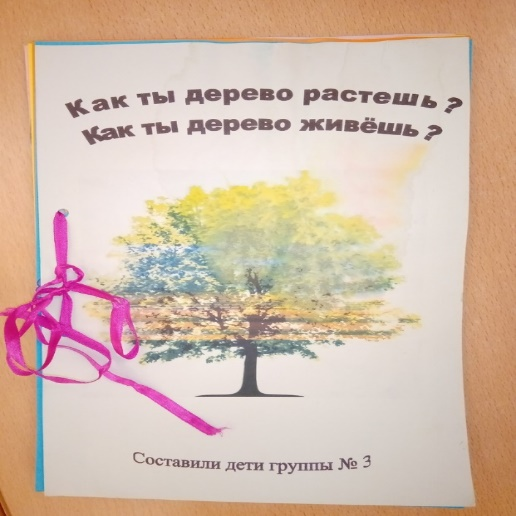 Как ты дерево растешь?
Как ты дерево живёшь?
Составили дети группы № 3